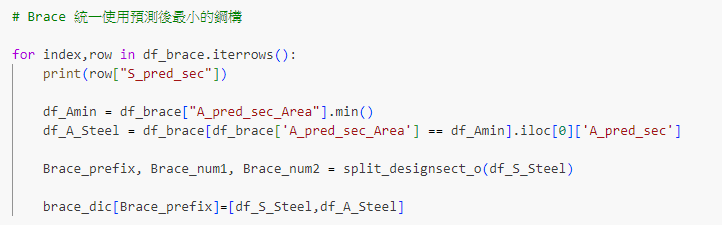 # Brace 統一使用預測後最小的鋼構
for index,row in df_brace.iterrows():
print(row["S_pred_sec"])
df_Amin = df_brace["A_pred_sec_Area"].min()
df_A_Steel = df_brace[df_brace['A_pred_sec_Area'] == df_Amin].iloc[0]['A_pred_sec']
Brace_prefix, Brace_num1, Brace_num2 = split_designsect_o(df_S_Steel)
brace_dic[Brace_prefix]=[df_S_Steel,df_A_Steel]